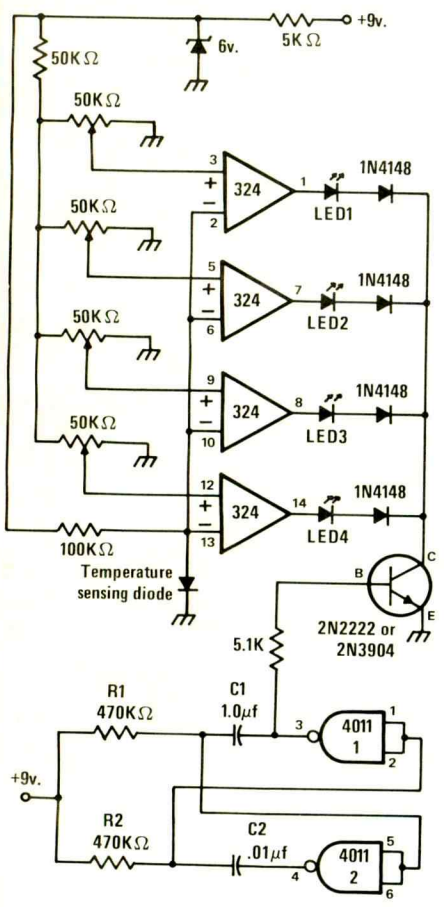 +9v.
5KΩ
6v.
50KΩ
50KΩ
3
+
324
−
2
1
LED1
1N4148
50KΩ
5
+
324
−
6
7
LED2
1N4148
50KΩ
9
+
324
−
10
8
LED3
1N4148
50KΩ
12
+
324
−
13
14
LED4
1N4148
100KΩ
Temperature
sensing diode
B
C
E
2N2222 or
2N3904
5.1K
R1
470KΩ
C1
1.0μf
3
4011
1
1
2
+9v.
R2
470KΩ
C2
.01μf
4
4011
2
5
6